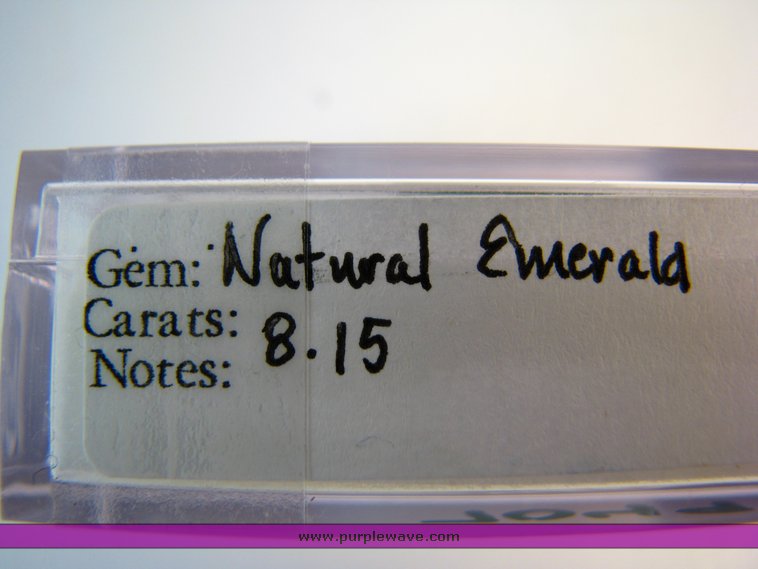 Gem: Natural Emerald
Carats: 8.15
Notes:
www.purplewave.com